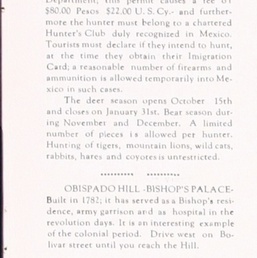 Department, this permit causes a fee of
$80.00 Pesos $22.00 U. S. Cy.- and further-
more the hunter must belong to a chartered
Hunter's Club duly recognized in Mexico.
Tourists must declare if they intend to hunt,
at the time they obtain thrir Imigration
Card; a reasonable number of firearms and
ammunition is allowed temporarily into Me-
xico in such cases.
The deer season opens October 15th
and closes on January 31st. Beat season du-
ring November and December. A limited
number of pieces is allowed per hunter.
Hunting of tigers, mountain lions, wild cats,
rabbits, hares and coyotes is unrestricted.
.......... ..........
OBISPADO HILL -BISHOP'S PALACE-
Built in 1782; it has served as a Bishop's resi-
dence, army garrison and as hospital in the
revolution days. It is an interesting example
of the colonial period. Drive west on Bo-
livar street until you reach the Hill.